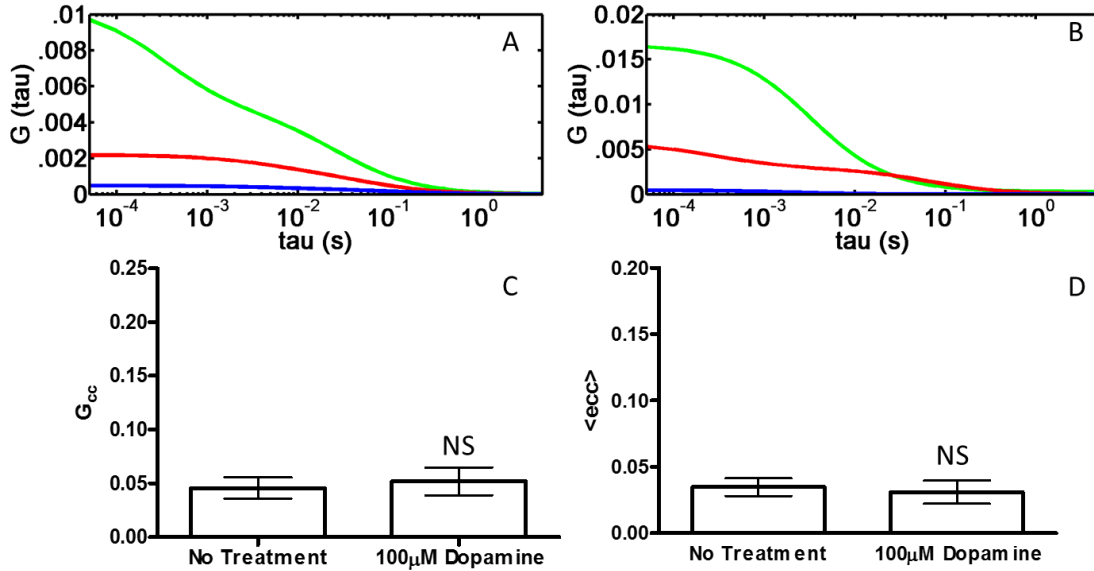 A
G (tau)
.01
.008
.006
.004
.002
0
10⁻⁴ 10⁻³ 10⁻² 10⁻¹ 10⁰
tau (s)
B
G (tau)
0.02
.015
0.01
.005
0
10⁻⁴ 10⁻³ 10⁻² 10⁻¹ 10⁰
tau (s)
C
Gcc
0.25
0.20
0.15
0.10
0.05
0.00
NS
No Treatment 100μM Dopamine
D
<ecc>
0.20
0.15
0.10
0.05
0.00
NS
No Treatment 100μM Dopamine